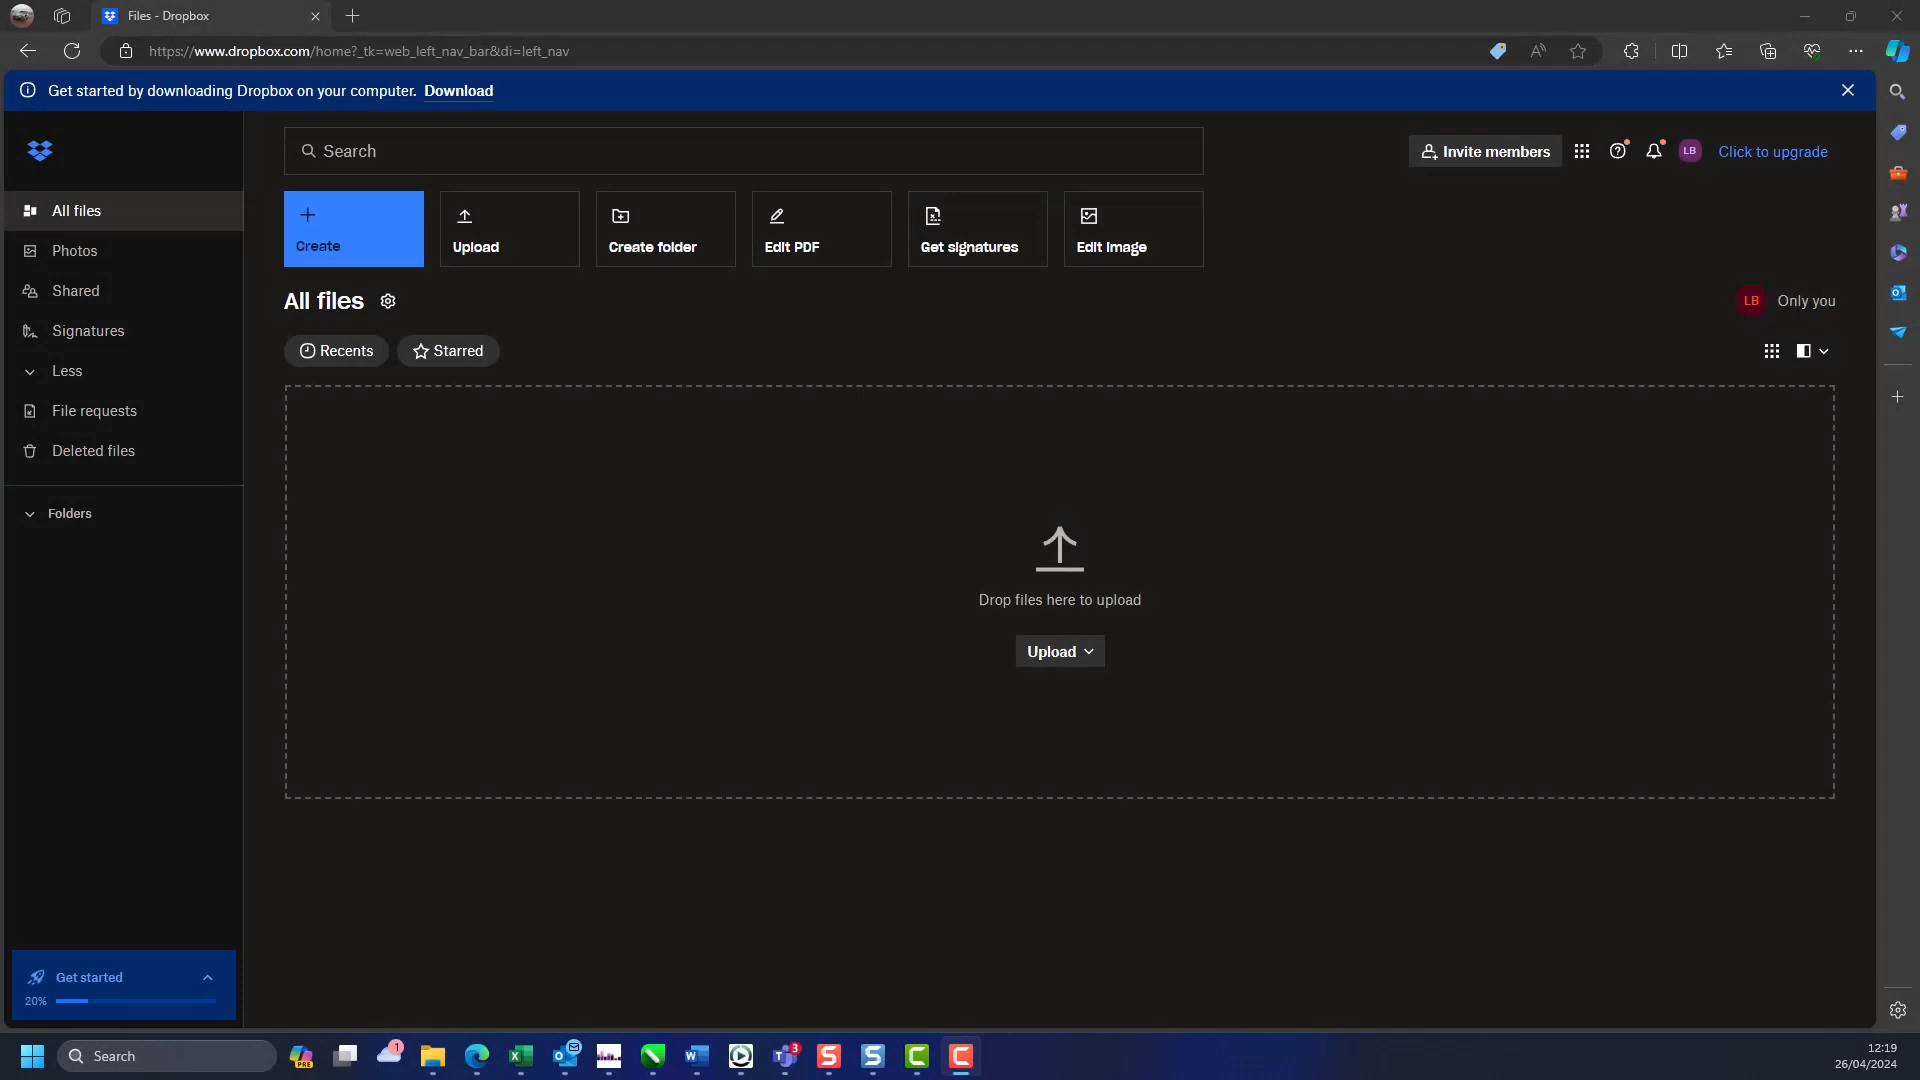 Files - Dropbox
https://www.dropbox.com/home?_tk=web_left_nav_bar&di=left_nav
Get started by downloading Dropbox on your computer. Download
Search
Invite members
LB
Click to upgrade
All files
Photos
Shared
Signatures
Less
File requests
Deleted files
Folders
Create
Upload
Create folder
Edit PDF
Get signatures
Edit image
All files
LB Only you
Recents
Starred
Drop files here to upload
Upload
Get started
20%
Search
PRE
1
3
12:19
26/04/2024